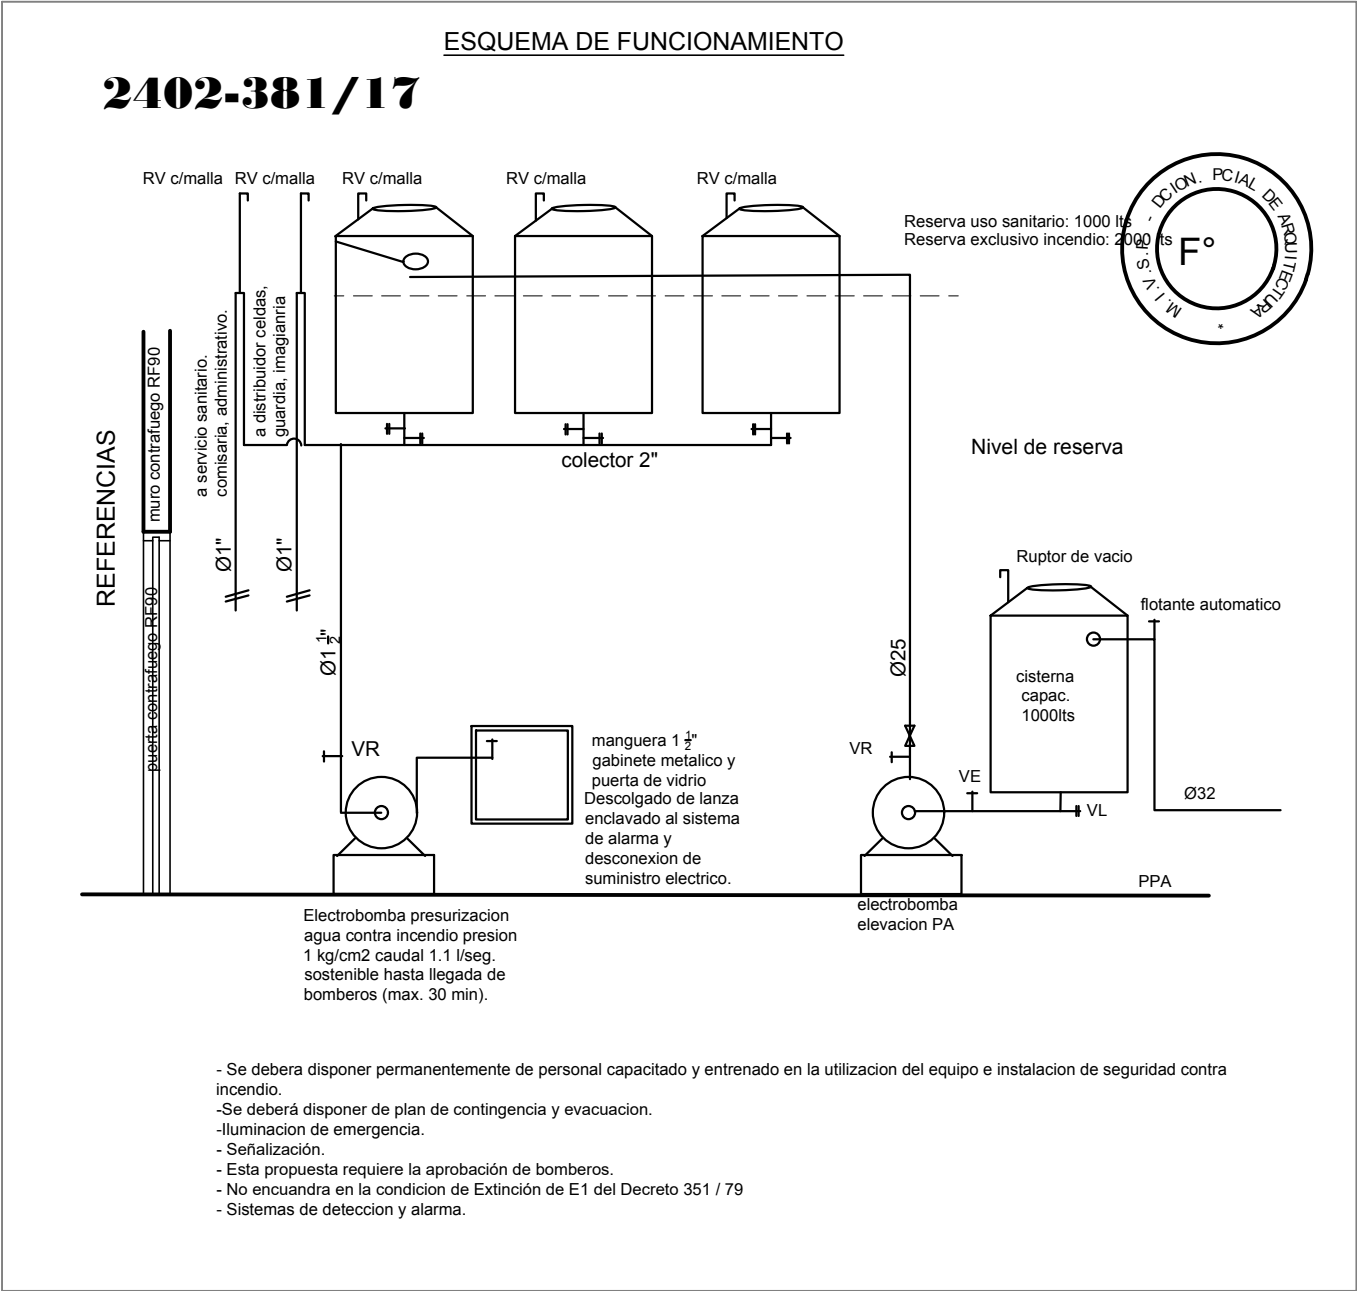 ESQUEMA DE FUNCIONAMIENTO
2402-381/17
RV c/malla
RV c/malla
RV c/malla
RV c/malla
RV c/malla
Reserva uso sanitario: 1000 lts
Reserva exclusivo incendio: 2000 lts
M.I.V.S.P. - DCION. PCIAL DE ARQUITECTURA *
F°
REFERENCIAS
muro contrafuego RF90
puerta contrafuego RF90
a servicio sanitario.
comisaria, administrativo.
a distribuidor celdas,
guardia, imagianria
Ø1"
Ø1"
colector 2"
Nivel de reserva
Ø1 1/2"
VR
manguera 1 1/2"
gabinete metalico y
puerta de vidrio
Descolgado de lanza
enclavado al sistema
de alarma y
desconexion de
suministro electrico.
Ø25
VR
VE
VL
Ruptor de vacio
flotante automatico
cisterna
capac.
1000lts
Ø32
PPA
electrobomba
elevacion PA
Electrobomba presurizacion
agua contra incendio presion
1 kg/cm2 caudal 1.1 l/seg.
sostenible hasta llegada de
bomberos (max. 30 min).
- Se debera disponer permanentemente de personal capacitado y entrenado en la utilizacion del equipo e instalacion de seguridad contra
incendio.
-Se deberá disponer de plan de contingencia y evacuacion.
-Iluminacion de emergencia.
- Señalización.
- Esta propuesta requiere la aprobación de bomberos.
- No encuandra en la condicion de Extinción de E1 del Decreto 351 / 79
- Sistemas de deteccion y alarma.